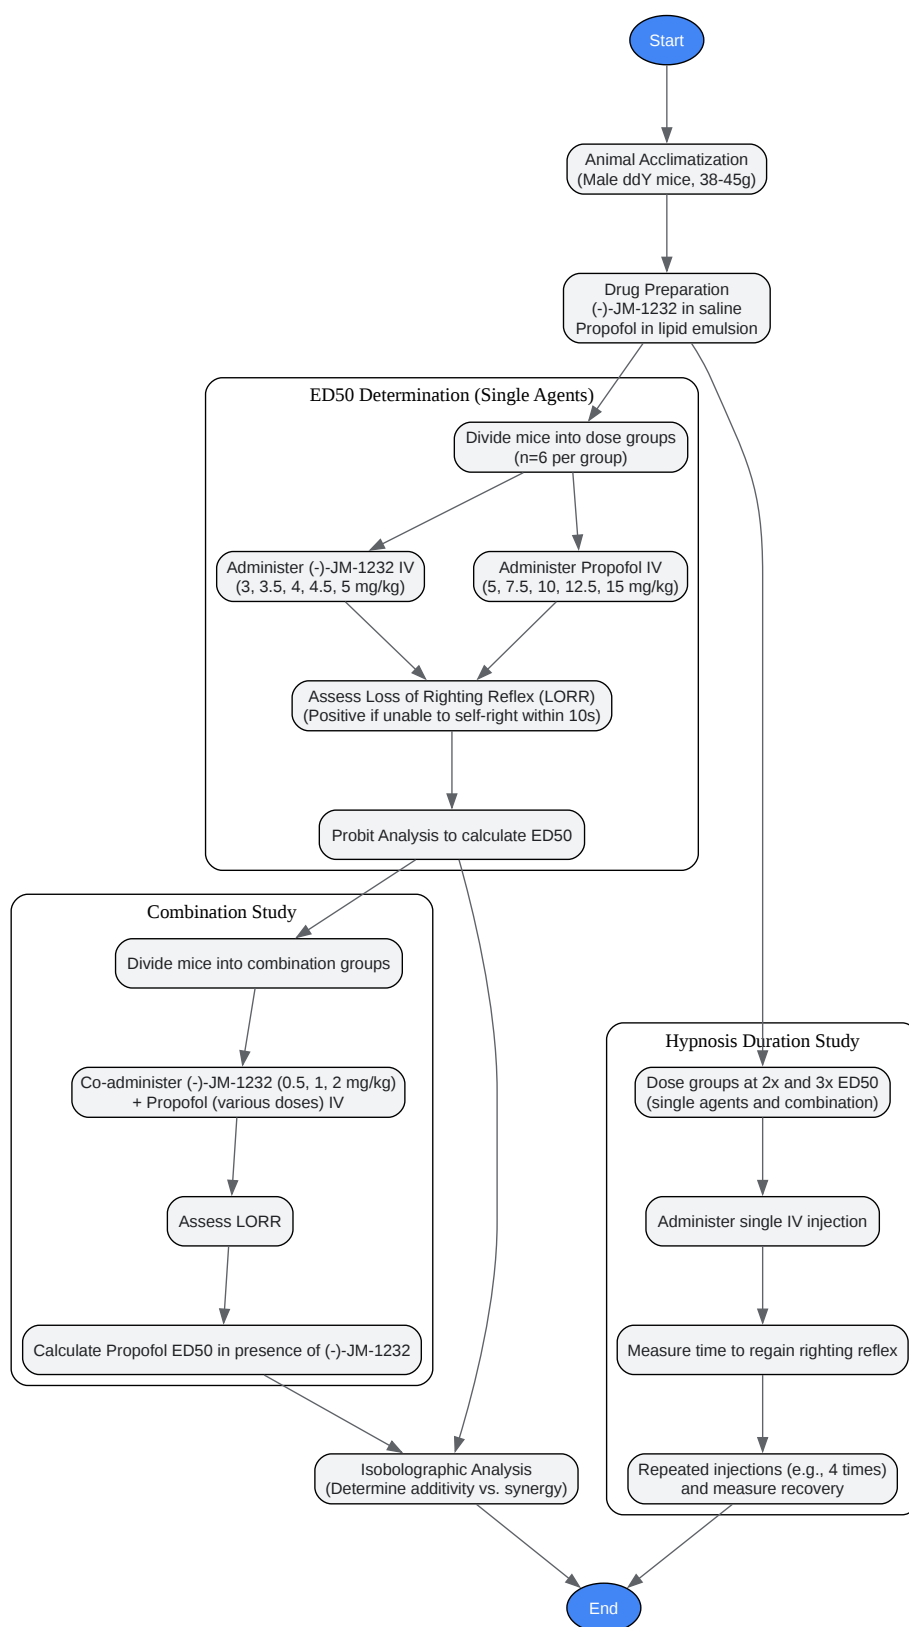 Start
Animal Acclimatization
(Male ddY mice, 38-45g)
Drug Preparation
(-)-JM-1232 in saline
Propofol in lipid emulsion
ED50 Determination (Single Agents)
Divide mice into dose groups
(n=6 per group)
Administer (-)-JM-1232 IV
(3, 3.5, 4, 4.5, 5 mg/kg)
Administer Propofol IV
(5, 7.5, 10, 12.5, 15 mg/kg)
Assess Loss of Righting Reflex (LORR)
(Positive if unable to self-right within 10s)
Probit Analysis to calculate ED50
Combination Study
Divide mice into combination groups
Co-administer (-)-JM-1232 (0.5, 1, 2 mg/kg)
+ Propofol (various doses) IV
Assess LORR
Calculate Propofol ED50 in presence of (-)-JM-1232
Hypnosis Duration Study
Dose groups at 2x and 3x ED50
(single agents and combination)
Administer single IV injection
Measure time to regain righting reflex
Repeated injections (e.g., 4 times)
and measure recovery
Isobolographic Analysis
(Determine additivity vs. synergy)
End